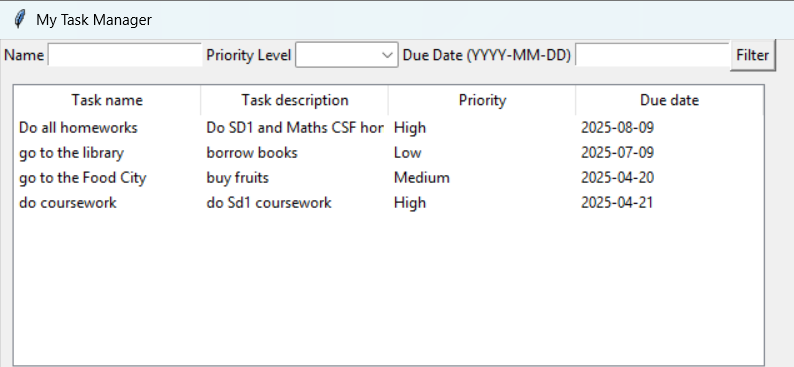 My Task Manager
Name Priority Level Due Date (YYYY-MM-DD) Filter
Task name Task description Priority Due date
Do all homeworks Do SD1 and Maths CSF hor High 2025-08-09
go to the library borrow books Low 2025-07-09
go to the Food City buy fruits Medium 2025-04-20
do coursework do Sd1 coursework High 2025-04-21